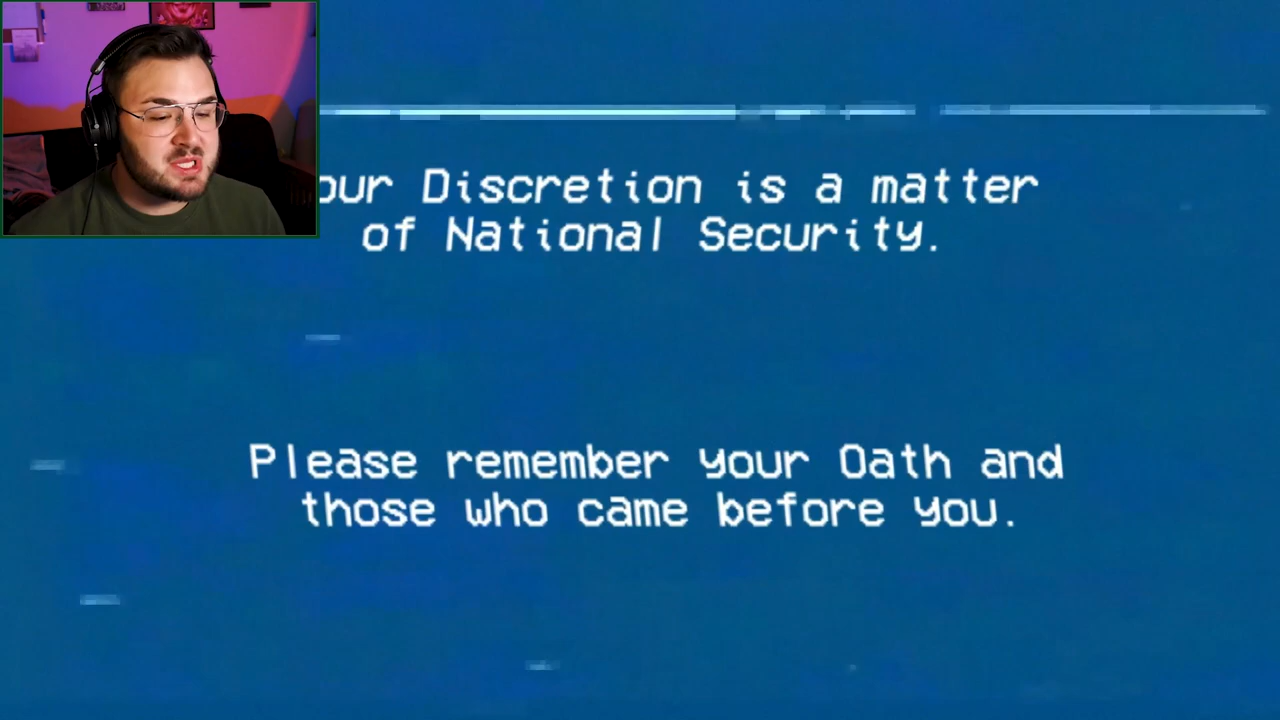 our Discretion is a matter
of National Security.
Please remember your Oath and
those who came before you.